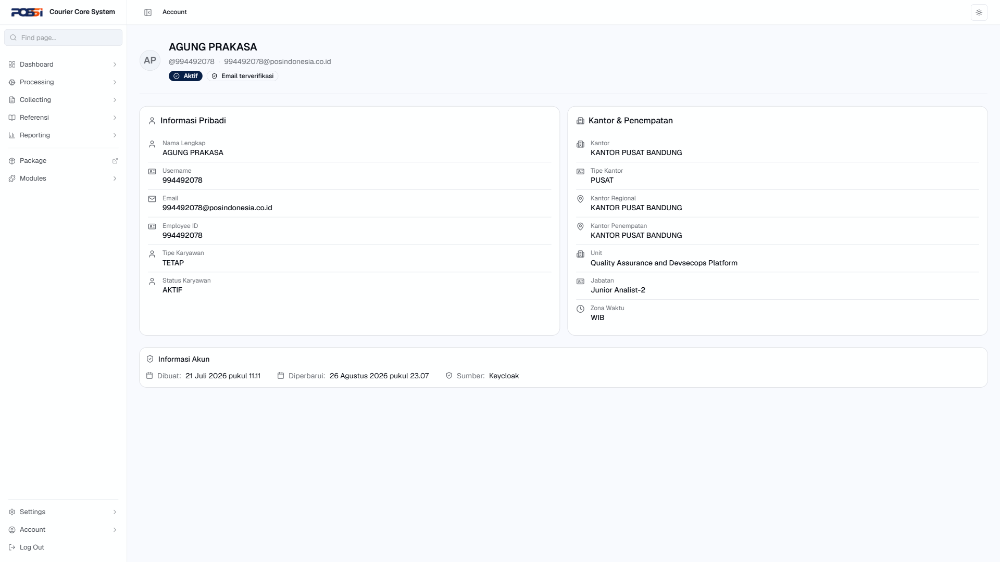 POSSi Courier Core System
Account
Find page...
Dashboard
Processing
Collecting
Referensi
Reporting
Package
Modules
Settings
Account
Log Out
AP
AGUNG PRAKASA
@994492078 · 994492078@posindonesia.co.id
Aktif
Email terverifikasi
Informasi Pribadi
Nama Lengkap
AGUNG PRAKASA
Username
994492078
Email
994492078@posindonesia.co.id
Employee ID
994492078
Tipe Karyawan
TETAP
Status Karyawan
AKTIF
Kantor & Penempatan
Kantor
KANTOR PUSAT BANDUNG
Tipe Kantor
PUSAT
Kantor Regional
KANTOR PUSAT BANDUNG
Kantor Penempatan
KANTOR PUSAT BANDUNG
Unit
Quality Assurance and Devsecops Platform
Jabatan
Junior Analist-2
Zona Waktu
WIB
Informasi Akun
Dibuat: 21 Juli 2026 pukul 11.11 Diperbarui: 26 Agustus 2026 pukul 23.07 Sumber: Keycloak